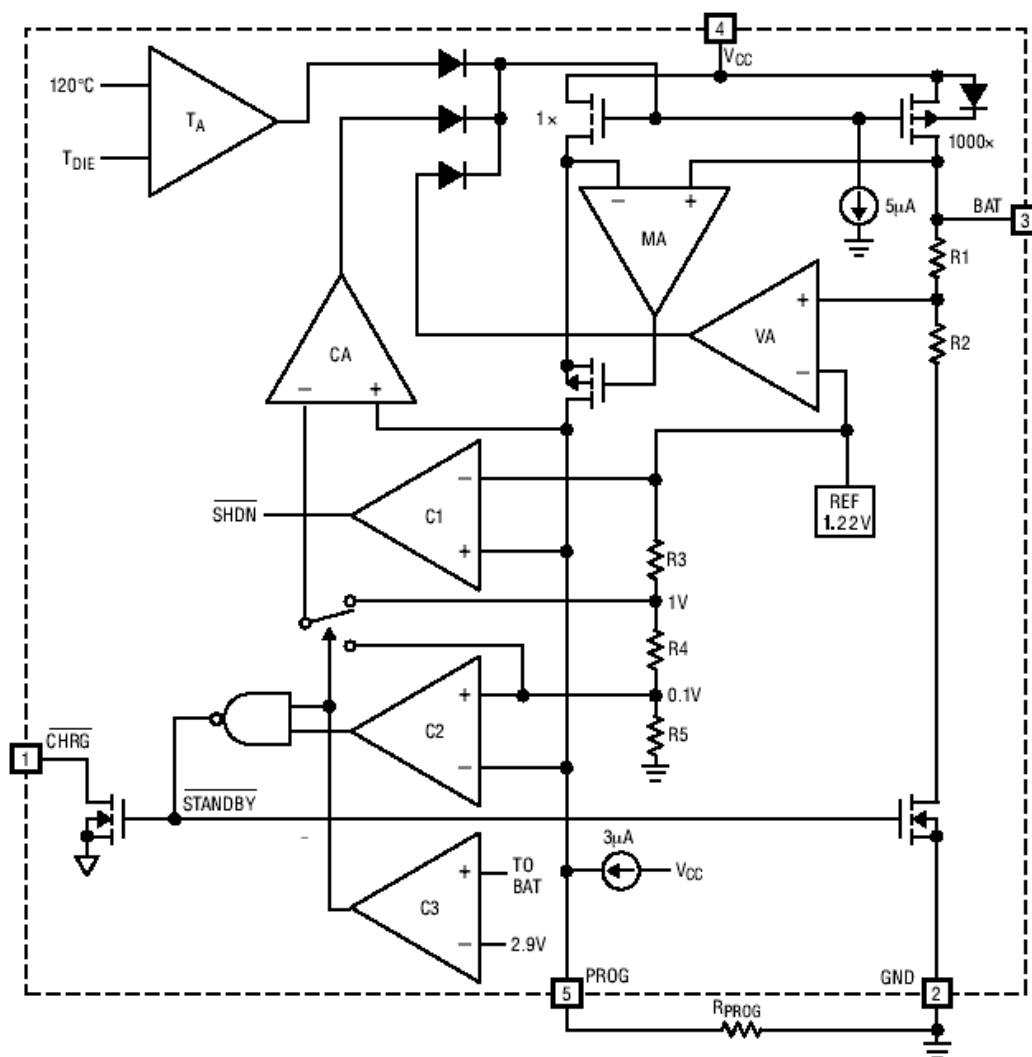 4
VCC
120°C
TA
TDIE
1×
1000×
MA
5µA
BAT
3
R1
VA
R2
CA
REF
1.22V
SHDN
C1
R3
1V
R4
0.1V
C2
R5
CHRG
1
STANDBY
3µA
VCC
TO
BAT
C3
2.9V
PROG
5
GND
2
RPROG
− +
+
−
− +
−
+
+
−
+
−